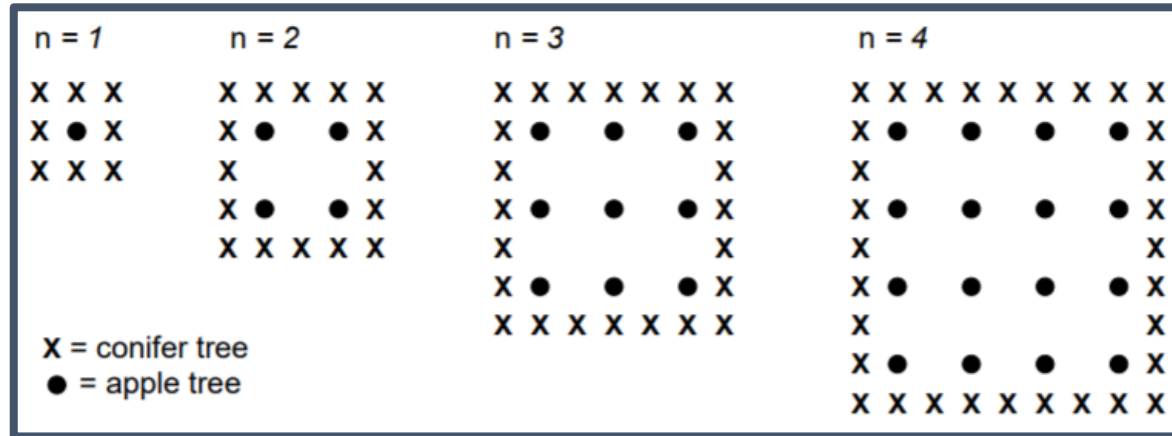 n = 1 n = 2 n = 3 n = 4
X X X X X X X X X X X X X X X X X X X X X X X X
X ● X X ● ● X X ● ● ● X X ● ● ● ● X
X X X X X X X X X
X ● ● X X ● ● ● X X ● ● ● ● X
X X X X X X X X X
X ● ● ● X X ● ● ● ● X
X X X X X X X X X
X = conifer tree
X ● ● ● ● X
● = apple tree
X X X X X X X X X